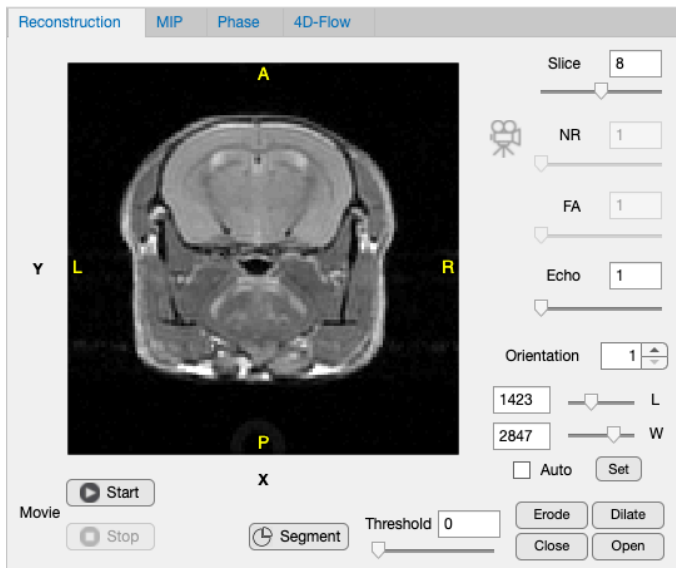 Reconstruction MIP Phase 4D-Flow
Slice 8
A
NR 1
FA 1
Y L R
Echo 1
Orientation 1
1423 L
2847 W
P
X
Auto Set
Movie Start
Stop
Segment
Threshold 0
Erode Dilate
Close Open